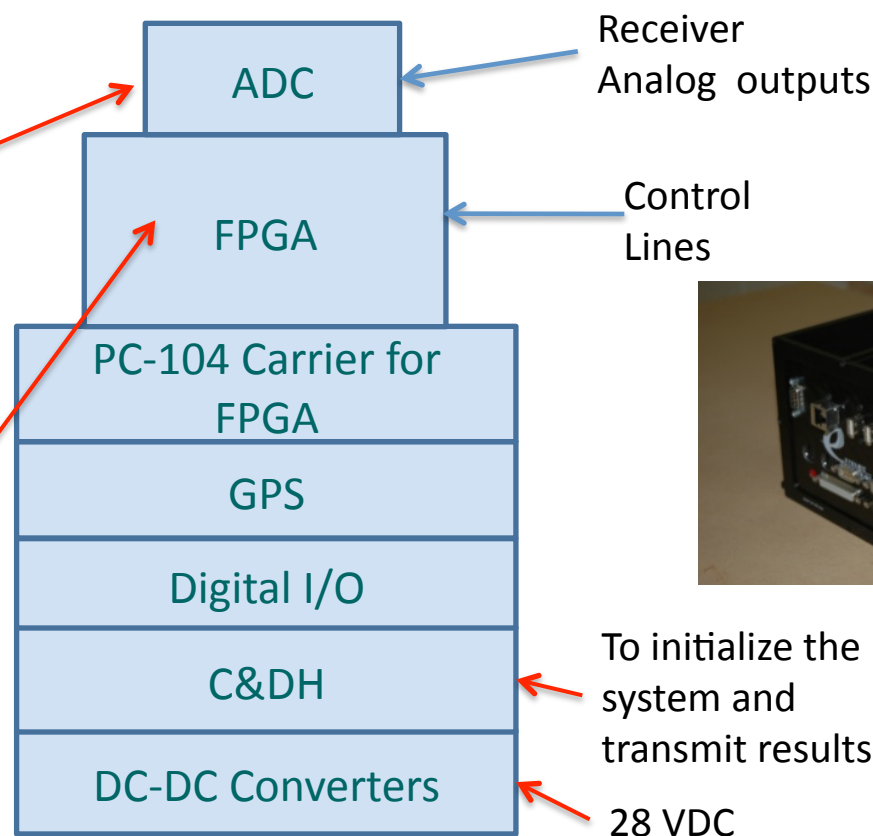 Receiver
Analog outputs
ADC
Control
Lines
FPGA
PC-104 Carrier for
FPGA
GPS
Digital I/O
C&DH
To initialize the
system and
transmit results
DC-DC Converters
28 VDC